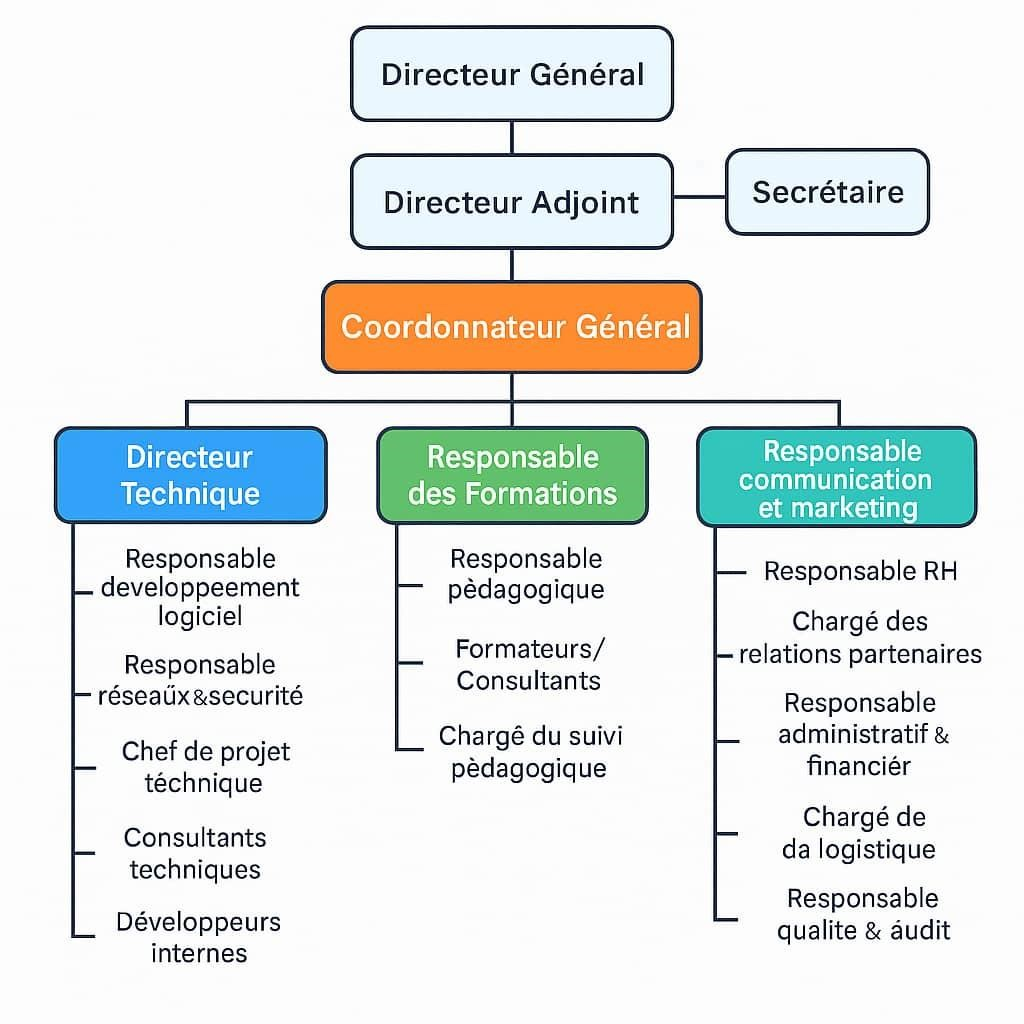 Directeur Général
Directeur Adjoint
Secrétaire
Coordonnateur Général
Directeur
Technique
Responsable
developpeement
logiciel
Responsable
réseaűx&securité
Chef de projet
téchnique
Consultants
techniques
Développeurs
internes
Responsable
des Formations
Responsable
pèdagogique
Formateurs/
Consultants
Chargê du suivi
pèdagogique
Responsable
communication
et marketing
Responsable RH
Chargé des
relations partenaires
Responsable
administratif &
financiér
Chargé de
da logistique
Responsable
qualite & áudit